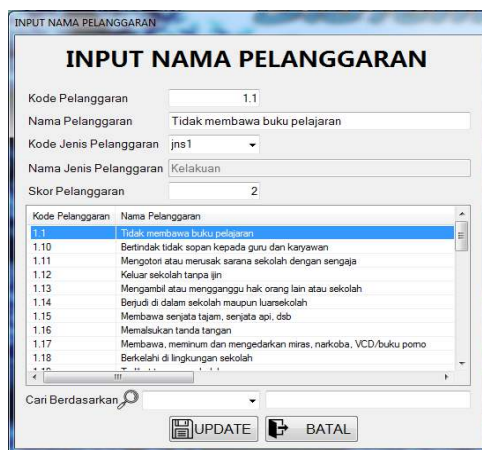 INPUT NAMA PELANGGARAN
INPUT NAMA PELANGGARAN
Kode Pelanggaran 1.1
Nama Pelanggaran Tidak membawa buku pelajaran
Kode Jenis Pelanggaran jns1
Nama Jenis Pelanggaran Kelakuan
Skor Pelanggaran 2
Kode Pelanggaran Nama Pelanggaran
1.1 Tidak membawa buku pelajaran
1.10 Bertindak tidak sopan kepada guru dan karyawan
1.11 Mengotori atau merusak sarana sekolah dengan sengaja
1.12 Keluar sekolah tanpa ijin
1.13 Mengambil atau mengganggu hak orang lain atau sekolah
1.14 Berjudi di dalam sekolah maupun luarsekolah
1.15 Membawa senjata tajam, senjata api, dsb
1.16 Memalsukan tanda tangan
1.17 Membawa, meminum dan mengedarkan miras, narkoba, VCD/buku porno
1.18 Berkelahi di lingkungan sekolah
Cari Berdasarkan
UPDATE BATAL